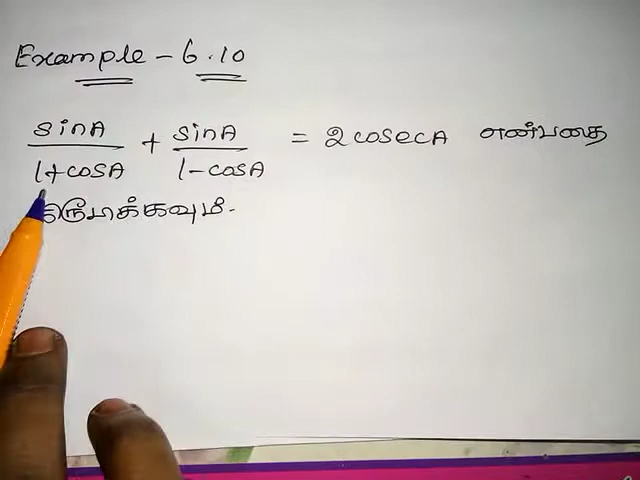 Example - 6.10
sinA/1+cosA + sinA/1-cosA = 2cosecA என்பதை
நிரூபிக்கவும்.